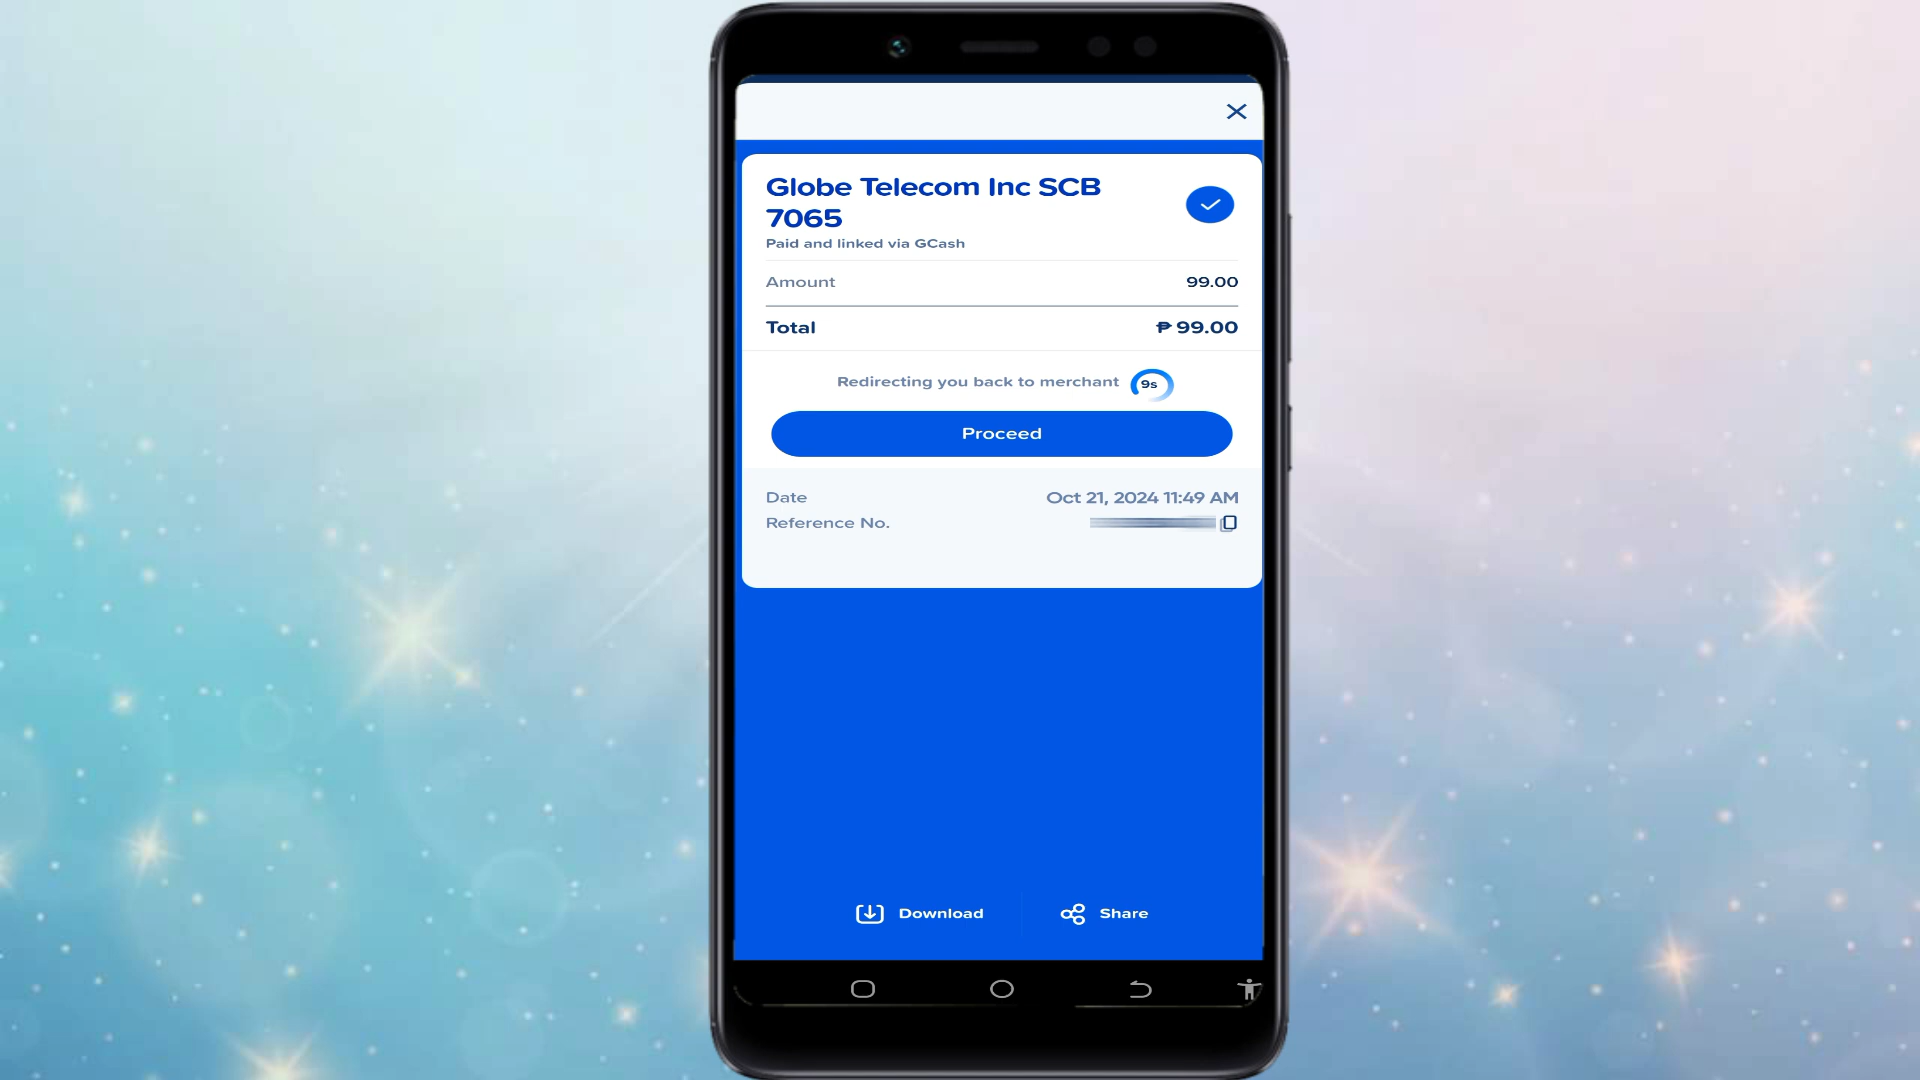 Globe Telecom Inc SCB
7065
Paid and linked via GCash
Amount 99.00
Total ₱ 99.00
Redirecting you back to merchant 9s
Proceed
Date Oct 21, 2024 11:49 AM
Reference No.
Download Share